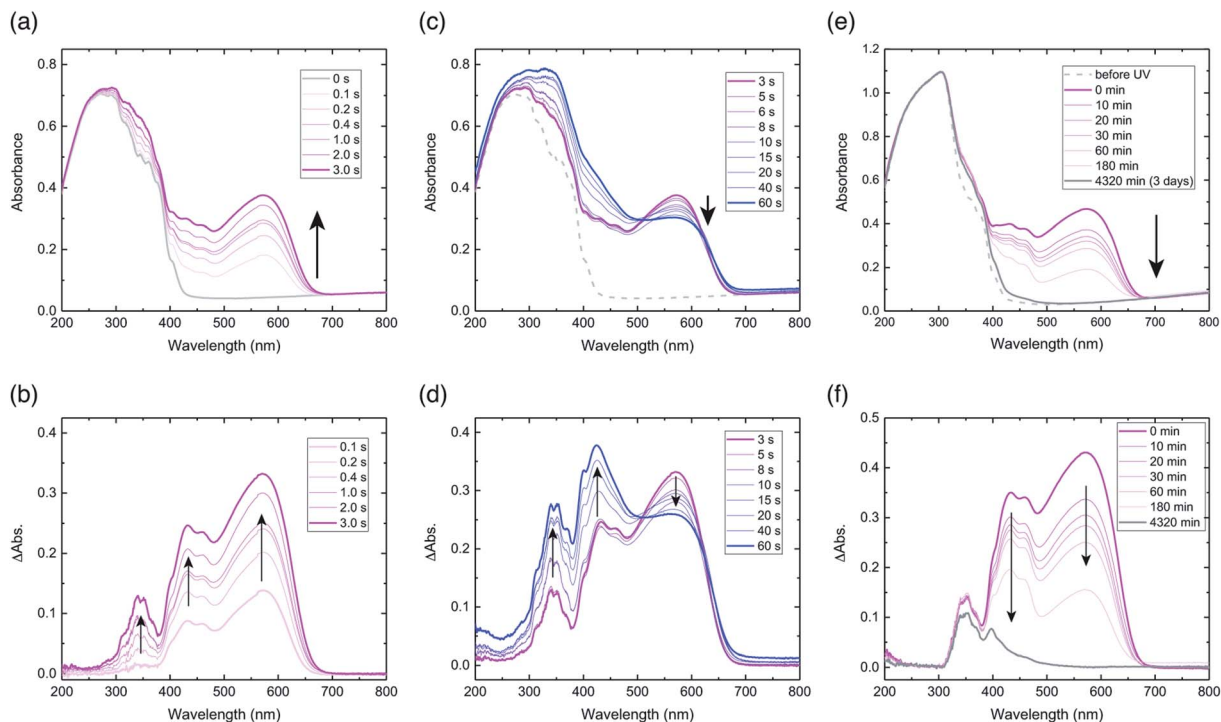 (a)
Absorbance
0.8
0.6
0.4
0.2
0.0
0 s
0.1 s
0.2 s
0.4 s
1.0 s
2.0 s
3.0 s
200 300 400 500 600 700 800
Wavelength (nm)
(c)
Absorbance
0.8
0.6
0.4
0.2
0.0
3 s
5 s
6 s
8 s
10 s
15 s
20 s
40 s
60 s
200 300 400 500 600 700 800
Wavelength (nm)
(e)
Absorbance
1.2
1.0
0.8
0.6
0.4
0.2
0.0
before UV
0 min
10 min
20 min
30 min
60 min
180 min
4320 min (3 days)
200 300 400 500 600 700 800
Wavelength (nm)
(b)
ΔAbs.
0.4
0.3
0.2
0.1
0.0
0.1 s
0.2 s
0.4 s
1.0 s
2.0 s
3.0 s
200 300 400 500 600 700 800
Wavelength (nm)
(d)
ΔAbs.
0.4
0.3
0.2
0.1
0.0
3 s
5 s
8 s
10 s
15 s
20 s
40 s
60 s
200 300 400 500 600 700 800
Wavelength (nm)
(f)
ΔAbs.
0.5
0.4
0.3
0.2
0.1
0.0
0 min
10 min
20 min
30 min
60 min
180 min
4320 min
200 300 400 500 600 700 800
Wavelength (nm)